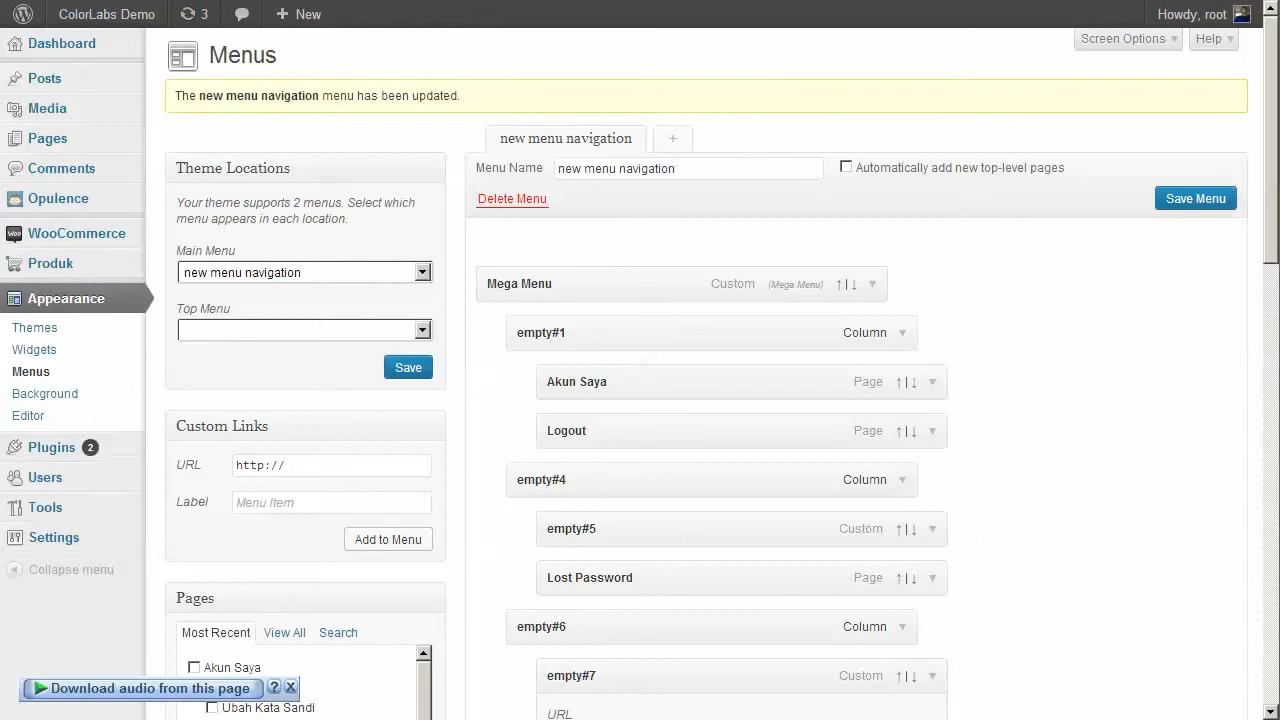 ColorLabs Demo 3 New Howdy, root
Dashboard
Posts
Media
Pages
Comments
Opulence
WooCommerce
Produk
Appearance
Themes
Widgets
Menus
Background
Editor
Plugins 2
Users
Tools
Settings
Collapse menu
Screen Options Help
Menus
The new menu navigation menu has been updated.
Theme Locations
Your theme supports 2 menus. Select which
menu appears in each location.
Main Menu
new menu navigation
Top Menu
Save
Custom Links
URL http://
Label Menu Item
Add to Menu
Pages
Most Recent View All Search
Akun Saya
Ubah Kata Sandi
new menu navigation +
Menu Name new menu navigation Automatically add new top-level pages
Delete Menu Save Menu
Mega Menu Custom (Mega Menu) ↑|↓
empty#1 Column
Akun Saya Page ↑|↓
Logout Page ↑|↓
empty#4 Column
empty#5 Custom ↑|↓
Lost Password Page ↑|↓
empty#6 Column
empty#7 Custom ↑|↓
URL
Download audio from this page ? X